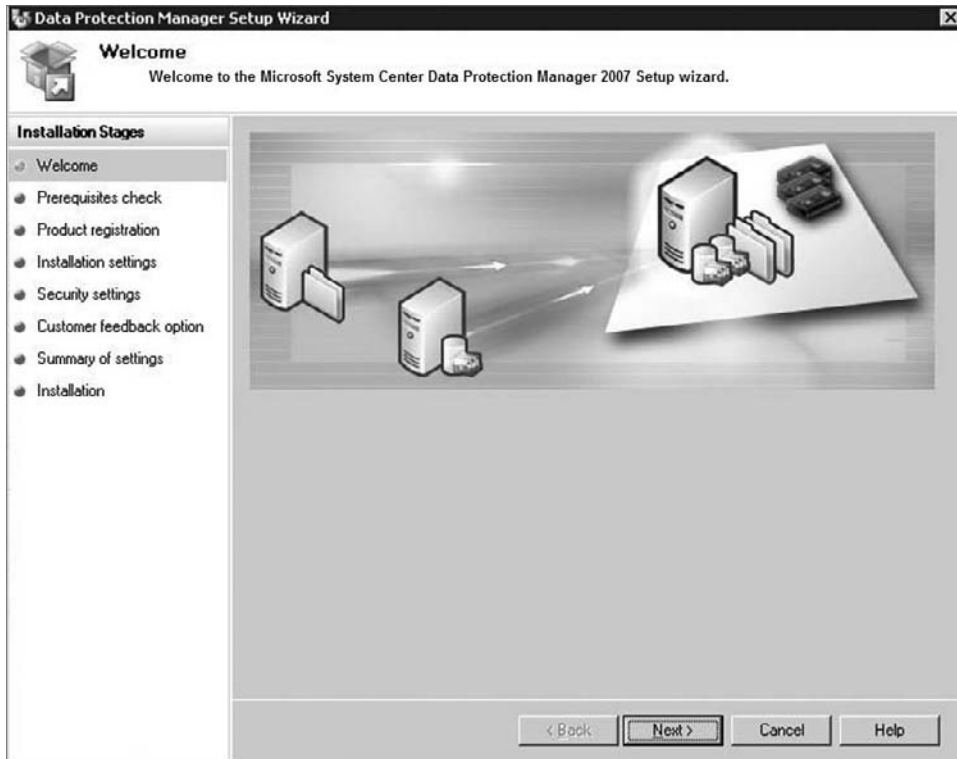 Data Protection Manager Setup Wizard
Welcome
Welcome to the Microsoft System Center Data Protection Manager 2007 Setup wizard.
Installation Stages
Welcome
Prerequisites check
Product registration
Installation settings
Security settings
Customer feedback option
Summary of settings
Installation
< Back
Next >
Cancel
Help